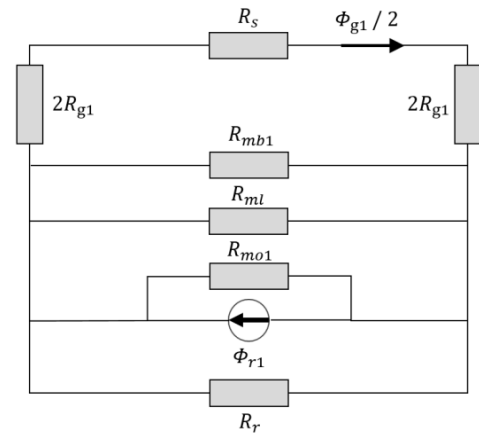 R_s
Φ_g1 / 2
2R_g1
2R_g1
R_mb1
R_ml
R_mo1
Φ_r1
R_r